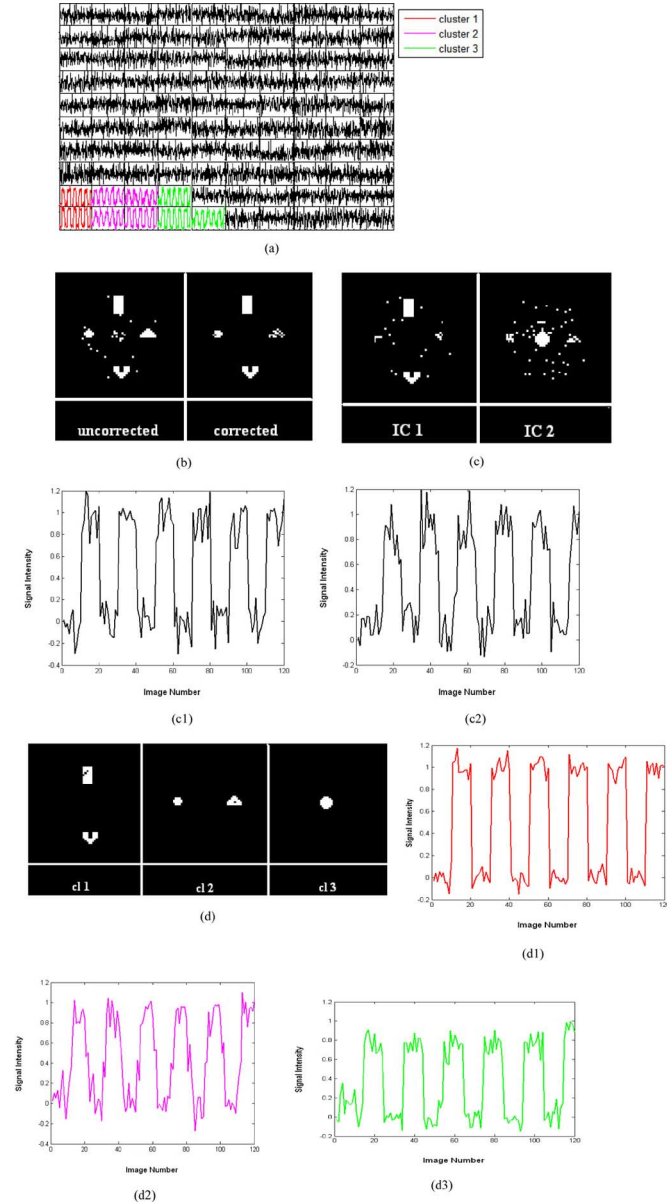 cluster 1
cluster 2
cluster 3
(a)
uncorrected corrected
IC 1 IC 2
(b)
(c)
1.2
1
0.8
0.6
0.4
0.2
0
-0.2
-0.4
0 20 40 60 80 100 120
Signal Intensity
Image Number
(c1)
1.2
1
0.8
0.6
0.4
0.2
0
-0.2
0 20 40 60 80 100 120
Signal Intensity
Image Number
(c2)
cl 1 cl 2 cl 3
(d)
1.2
1
0.8
0.6
0.4
0.2
0
-0.2
0 20 40 60 80 100 120
Signal Intensity
Image Number
(d1)
1.2
1
0.8
0.6
0.4
0.2
0
-0.2
-0.4
0 20 40 60 80 100 120
Signal Intensity
Image Number
(d2)
1.2
1
0.8
0.6
0.4
0.2
0
-0.2
0 20 40 60 80 100 120
Signal Intensity
Image Number
(d3)